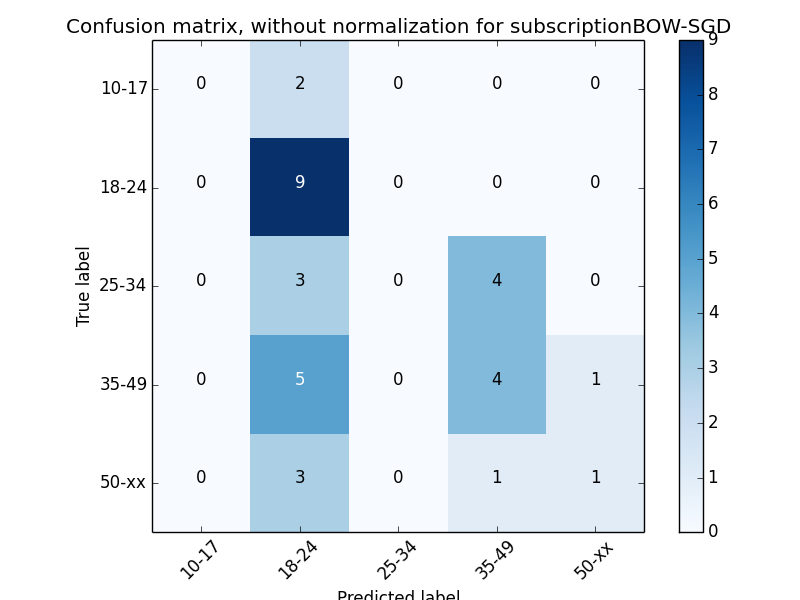 Confusion matrix, without normalization for subscriptionBOW-SGD
10-17 0 2 0 0 0
18-24 0 9 0 0 0
25-34 0 3 0 4 0
35-49 0 5 0 4 1
50-xx 0 3 0 1 1
True label
10-17 18-24 25-34 35-49 50-xx
Predicted label
9
8
7
6
5
4
3
2
1
0